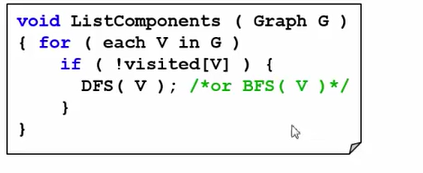 void ListComponents ( Graph G )
{ for ( each V in G )
if ( !visited[V] ) {
DFS( V ); /*or BFS( V )*/
}
}